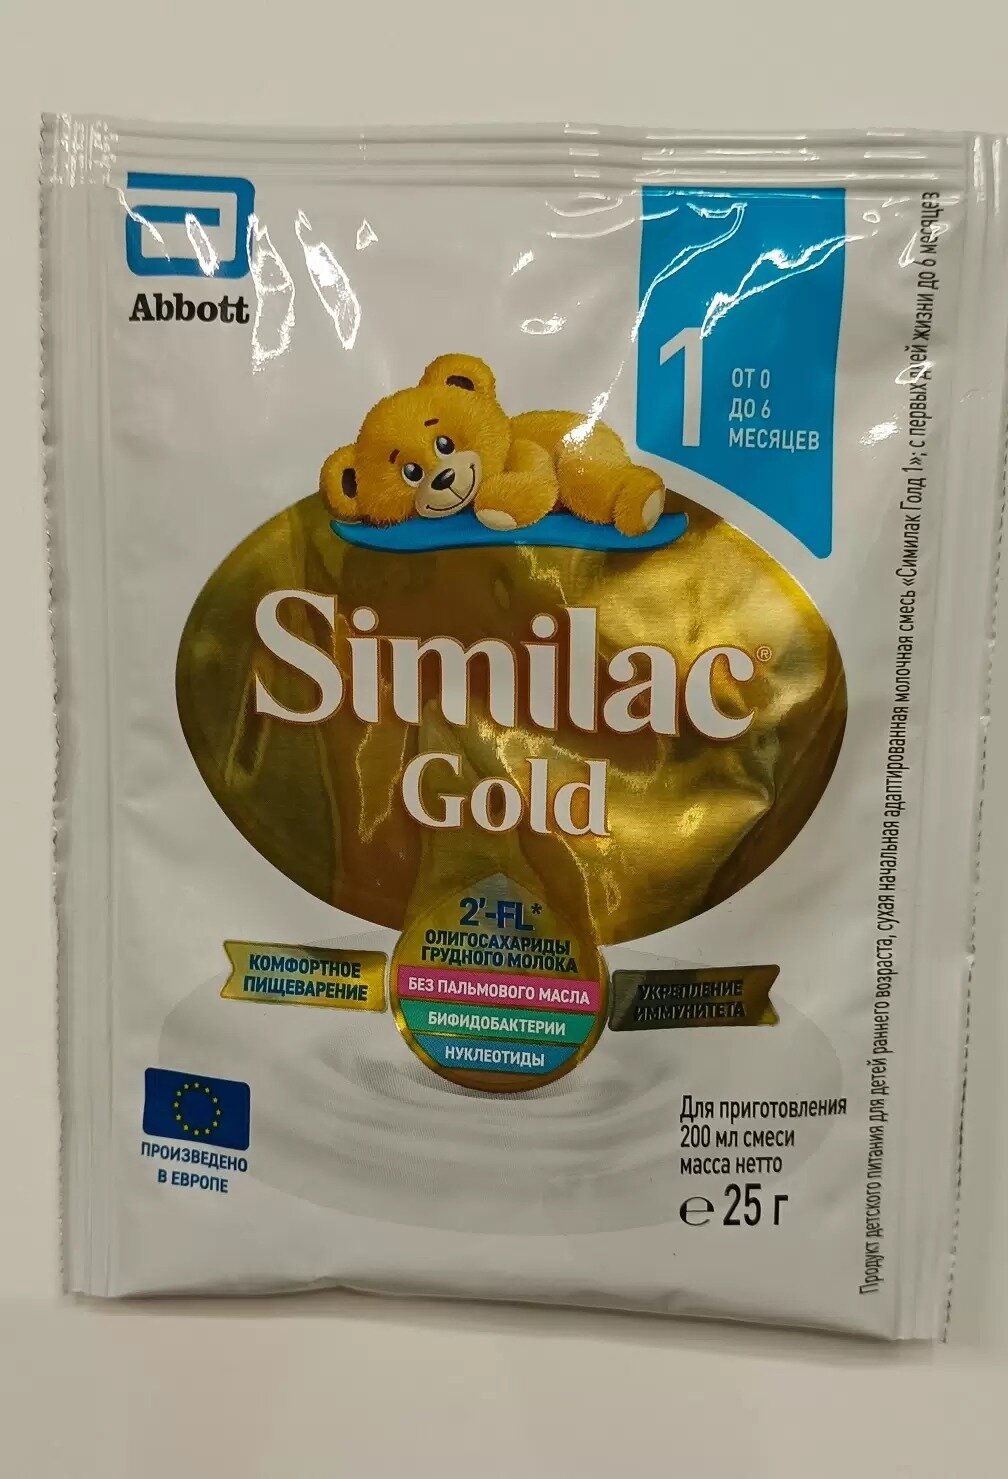 Abbott
1
ОТ 0
ДО 6
МЕСЯЦЕВ
Similac®
Gold
2'-FL*
ОЛИГОСАХАРИДЫ
ГРУДНОГО МОЛОКА
КОМФОРТНОЕ
ПИЩЕВАРЕНИЕ
БЕЗ ПАЛЬМОВОГО МАСЛА
БИФИДОБАКТЕРИИ
НУКЛЕОТИДЫ
УКРЕПЛЕНИЕ
ИММУНИТЕТА
ПРОИЗВЕДЕНО
В ЕВРОПЕ
Для приготовления
200 мл смеси
масса нетто
℮ 25 г
Продукт детского питания для детей раннего возраста, сухая начальная адаптированная молочная смесь «Симилак Голд 1»; с первых дней жизни до 6 месяцев